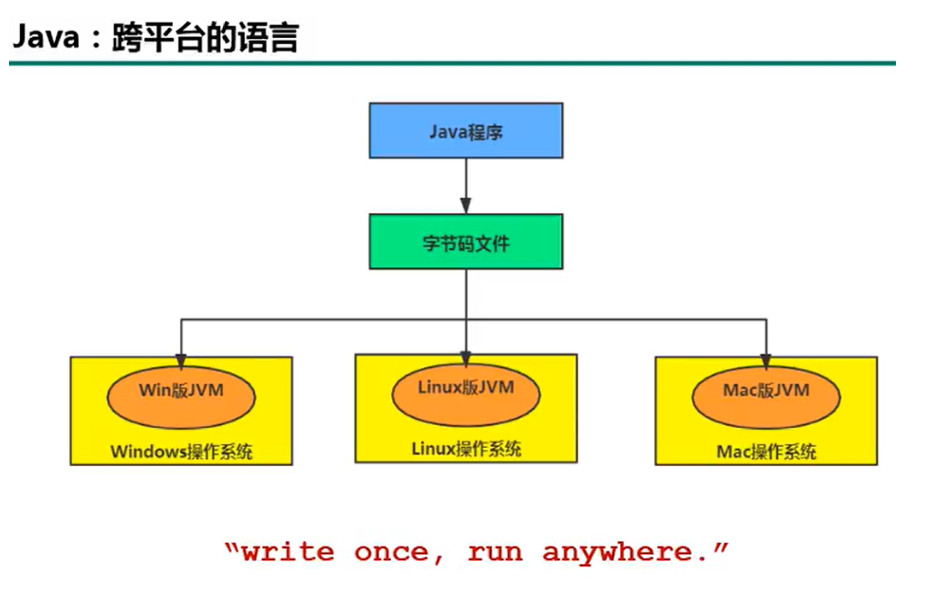 Java：跨平台的语言
Java程序
字节码文件
Win版JVM
Windows操作系统
Linux版JVM
Linux操作系统
Mac版JVM
Mac操作系统
“write once, run anywhere.”